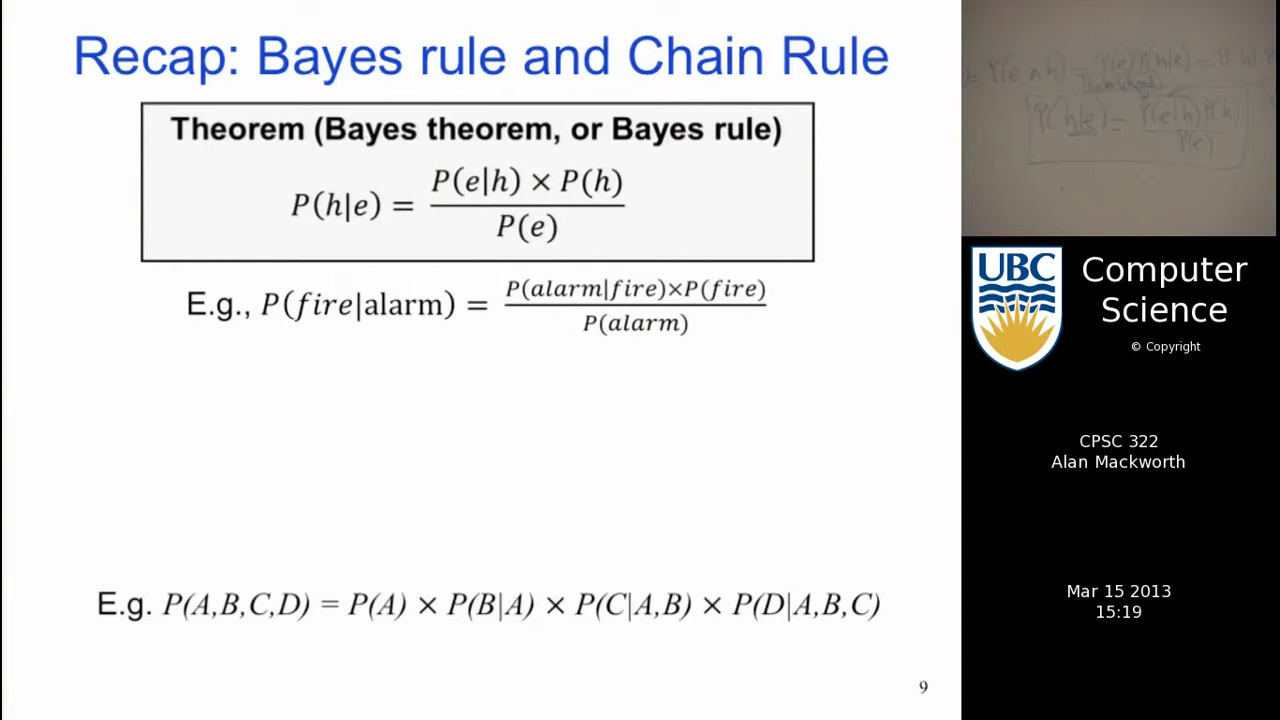 Recap: Bayes rule and Chain Rule
Theorem (Bayes theorem, or Bayes rule)
P(h|e) = P(e|h) × P(h) / P(e)
E.g., P(fire|alarm) = P(alarm|fire)×P(fire) / P(alarm)
E.g. P(A,B,C,D) = P(A) × P(B|A) × P(C|A,B) × P(D|A,B,C)
9
P(e ∧ h) = P(e)P(h|e) =
P(h|e) = P(e|h)P(h) / P(e)
UBC
Computer
Science
© Copyright
CPSC 322
Alan Mackworth
Mar 15 2013
15:19